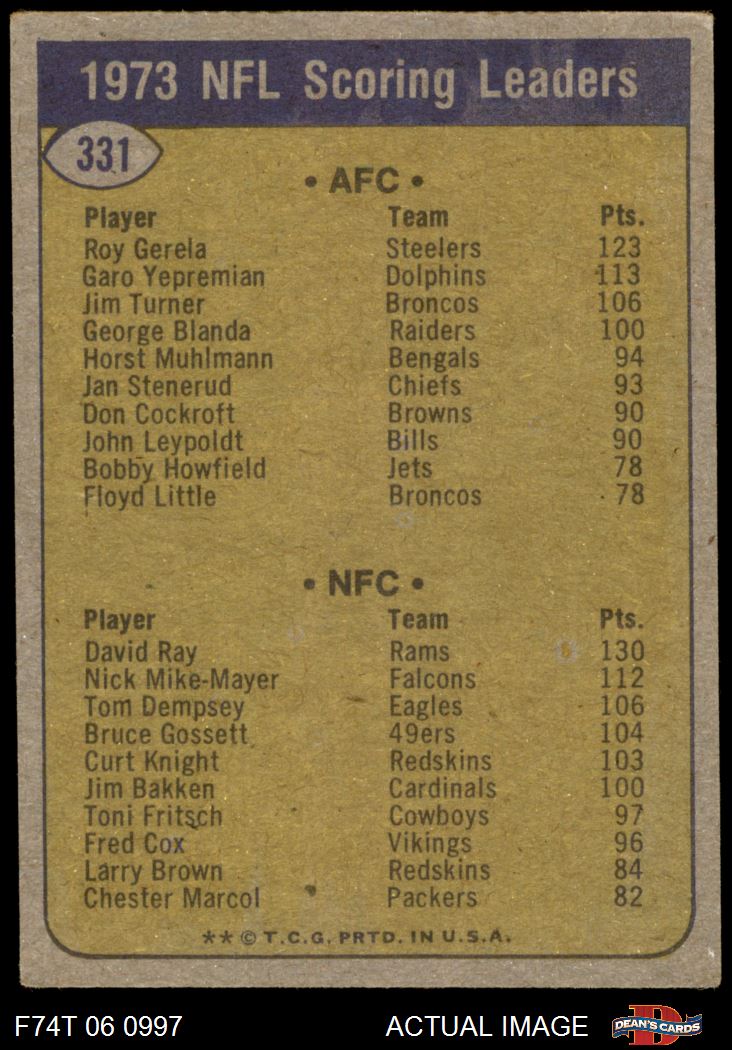 1973 NFL Scoring Leaders
331
• AFC •
Player Team Pts.
Roy Gerela Steelers 123
Garo Yepremian Dolphins 113
Jim Turner Broncos 106
George Blanda Raiders 100
Horst Muhlmann Bengals 94
Jan Stenerud Chiefs 93
Don Cockroft Browns 90
John Leypoldt Bills 90
Bobby Howfield Jets 78
Floyd Little Broncos 78
• NFC •
Player Team Pts.
David Ray Rams 130
Nick Mike-Mayer Falcons 112
Tom Dempsey Eagles 106
Bruce Gossett 49ers 104
Curt Knight Redskins 103
Jim Bakken Cardinals 100
Toni Fritsch Cowboys 97
Fred Cox Vikings 96
Larry Brown Redskins 84
Chester Marcol Packers 82
** © T.C.G. PRTD. IN U.S.A.
F74T 06 0997 ACTUAL IMAGE D DEAN'S CARDS